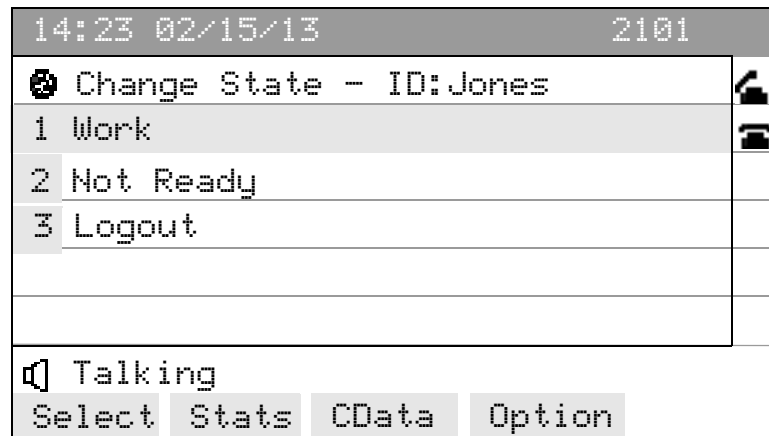 14:23 02/15/13 2101
Change State - ID:Jones
1 Work
2 Not Ready
3 Logout
Talking
Select Stats CData Option